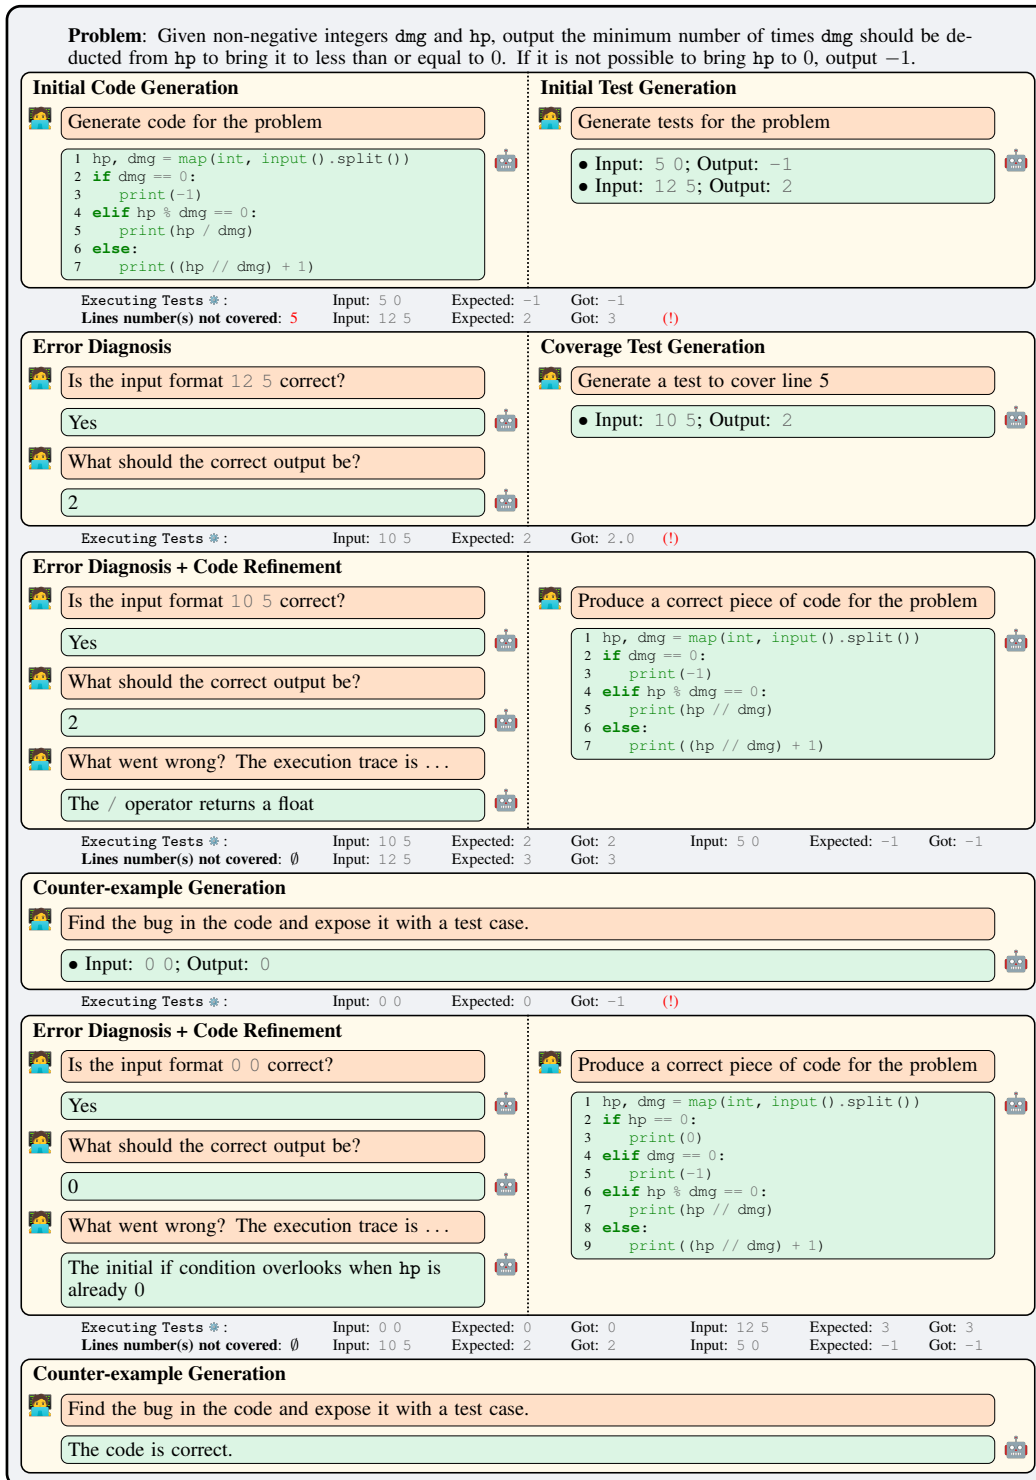 Problem: Given non-negative integers dmg and hp, output the minimum number of times dmg should be de-
ducted from hp to bring it to less than or equal to 0. If it is not possible to bring hp to 0, output −1.
Initial Code Generation
Generate code for the problem
1 hp, dmg = map(int, input().split())
2 if dmg == 0:
3 print(-1)
4 elif hp % dmg == 0:
5 print(hp / dmg)
6 else:
7 print((hp // dmg) + 1)
Initial Test Generation
Generate tests for the problem
• Input: 5 0; Output: -1
• Input: 12 5; Output: 2
Executing Tests : Input: 5 0 Expected: -1 Got: -1
Lines number(s) not covered: 5 Input: 12 5 Expected: 2 Got: 3 (!)
Error Diagnosis
Is the input format 12 5 correct?
Yes
What should the correct output be?
2
Coverage Test Generation
Generate a test to cover line 5
• Input: 10 5; Output: 2
Executing Tests : Input: 10 5 Expected: 2 Got: 2.0 (!)
Error Diagnosis + Code Refinement
Is the input format 10 5 correct?
Yes
What should the correct output be?
2
What went wrong? The execution trace is ...
The / operator returns a float
Produce a correct piece of code for the problem
1 hp, dmg = map(int, input().split())
2 if dmg == 0:
3 print(-1)
4 elif hp % dmg == 0:
5 print(hp // dmg)
6 else:
7 print((hp // dmg) + 1)
Executing Tests : Input: 10 5 Expected: 2 Got: 2 Input: 5 0 Expected: -1 Got: -1
Lines number(s) not covered: ∅ Input: 12 5 Expected: 3 Got: 3
Counter-example Generation
Find the bug in the code and expose it with a test case.
• Input: 0 0; Output: 0
Executing Tests : Input: 0 0 Expected: 0 Got: -1 (!)
Error Diagnosis + Code Refinement
Is the input format 0 0 correct?
Yes
What should the correct output be?
0
What went wrong? The execution trace is ...
The initial if condition overlooks when hp is
already 0
Produce a correct piece of code for the problem
1 hp, dmg = map(int, input().split())
2 if hp == 0:
3 print(0)
4 elif dmg == 0:
5 print(-1)
6 elif hp % dmg == 0:
7 print(hp // dmg)
8 else:
9 print((hp // dmg) + 1)
Executing Tests : Input: 0 0 Expected: 0 Got: 0 Input: 12 5 Expected: 3 Got: 3
Lines number(s) not covered: ∅ Input: 10 5 Expected: 2 Got: 2 Input: 5 0 Expected: -1 Got: -1
Counter-example Generation
Find the bug in the code and expose it with a test case.
The code is correct.